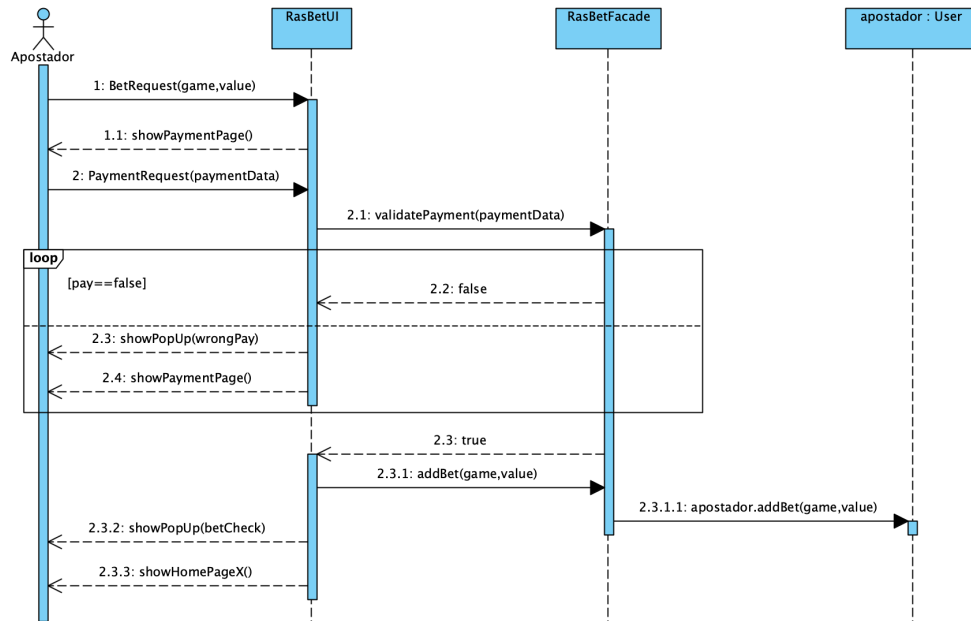 RasBetUI
RasBetFacade
apostador : User
Apostador
1: BetRequest(game,value)
1.1: showPaymentPage()
2: PaymentRequest(paymentData)
2.1: validatePayment(paymentData)
loop
[pay==false]
2.2: false
2.3: showPopUp(wrongPay)
2.4: showPaymentPage()
2.3: true
2.3.1: addBet(game,value)
2.3.1.1: apostador.addBet(game,value)
2.3.2: showPopUp(betCheck)
2.3.3: showHomePageX()